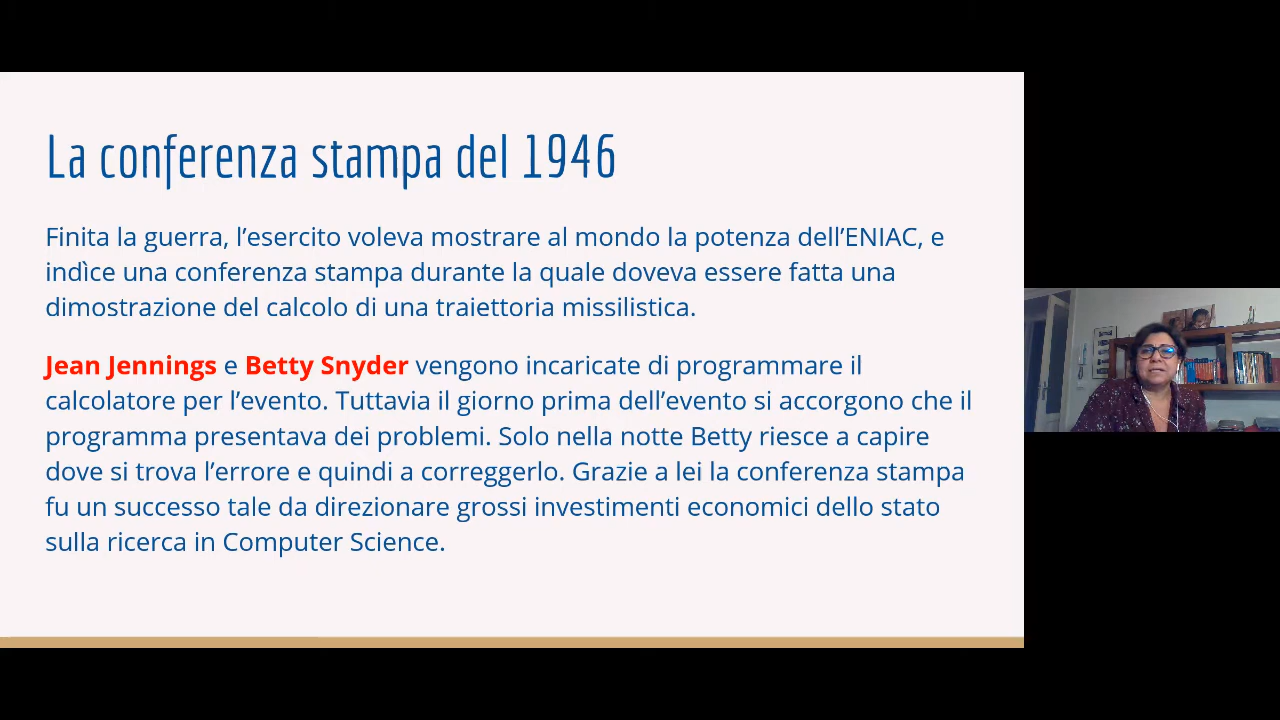 La conferenza stampa del 1946
Finita la guerra, l’esercito voleva mostrare al mondo la potenza dell’ENIAC, e
indìce una conferenza stampa durante la quale doveva essere fatta una
dimostrazione del calcolo di una traiettoria missilistica.
Jean Jennings e Betty Snyder vengono incaricate di programmare il
calcolatore per l’evento. Tuttavia il giorno prima dell’evento si accorgono che il
programma presentava dei problemi. Solo nella notte Betty riesce a capire
dove si trova l’errore e quindi a correggerlo. Grazie a lei la conferenza stampa
fu un successo tale da direzionare grossi investimenti economici dello stato
sulla ricerca in Computer Science.